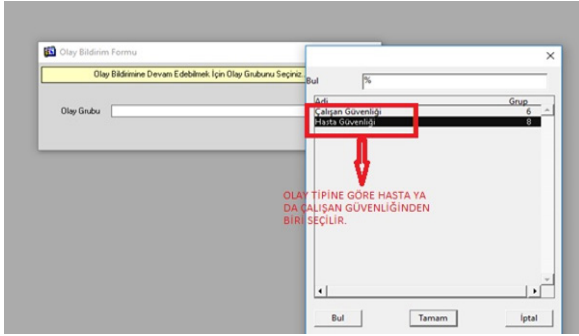 Olay Bildirim Formu
Olay Bildirimine Devam Edebilmek İçin Olay Grubunu Seçiniz.
Olay Grubu
Bul %
Adi Grup
Çalışan Güvenliği 6
Hasta Güvenliği 8
OLAY TİPİNE GÖRE HASTA YA
DA ÇALIŞAN GÜVENLİĞİNDEN
BİRİ SEÇİLİR.
Bul Tamam İptal